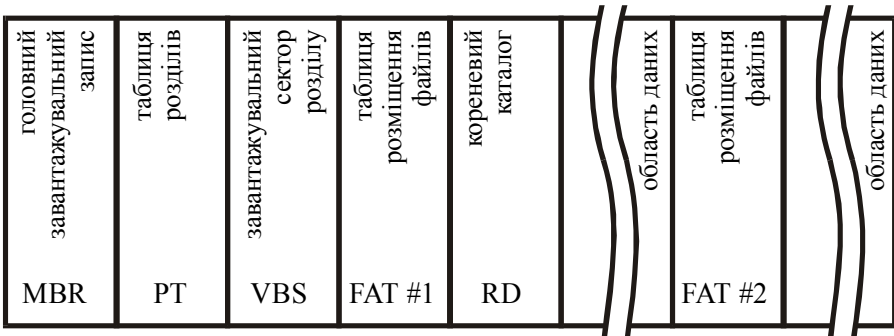 головний
завантажувальний
запис
MBR
таблиця
розділів
PT
завантажувальний
сектор
розділу
VBS
таблиця
розміщення
файлів
FAT #1
кореневий
каталог
RD
область даних
таблиця
розміщення
файлів
FAT #2
область даних